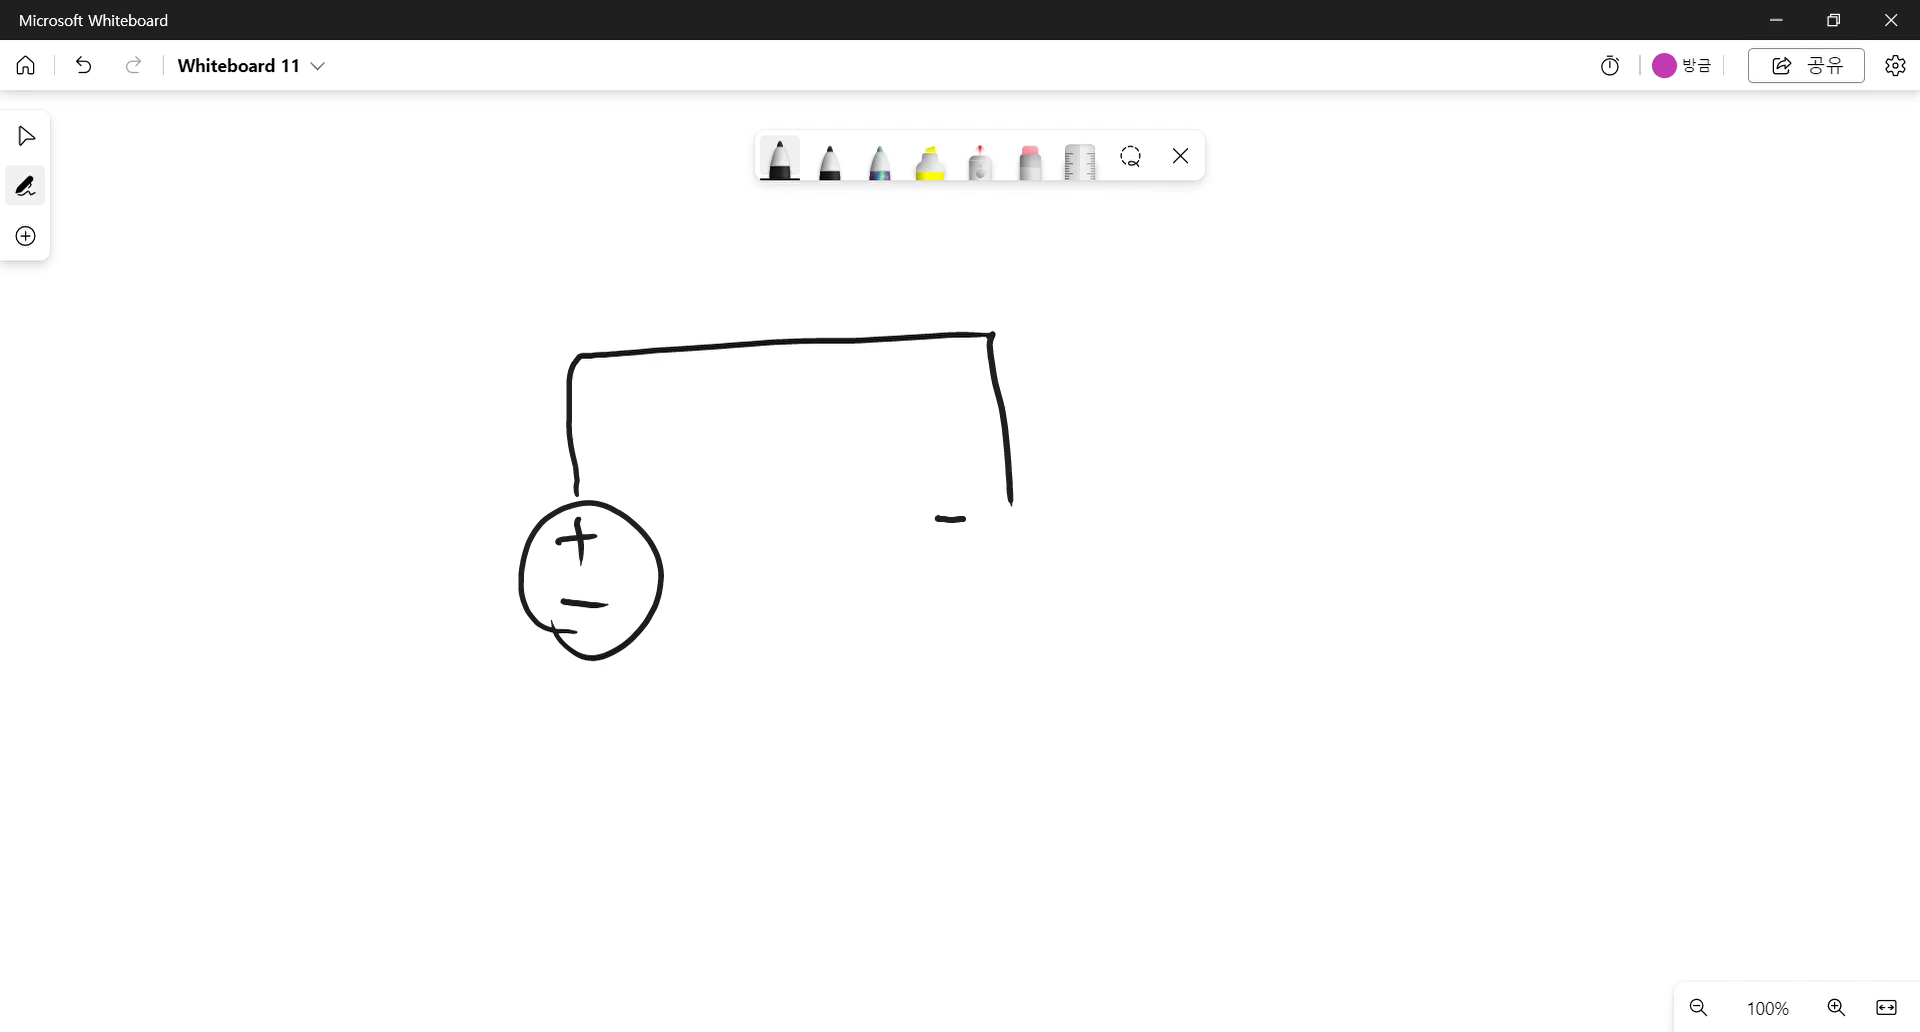 Microsoft Whiteboard
Whiteboard 11
방금
공유
+
-
-
100%